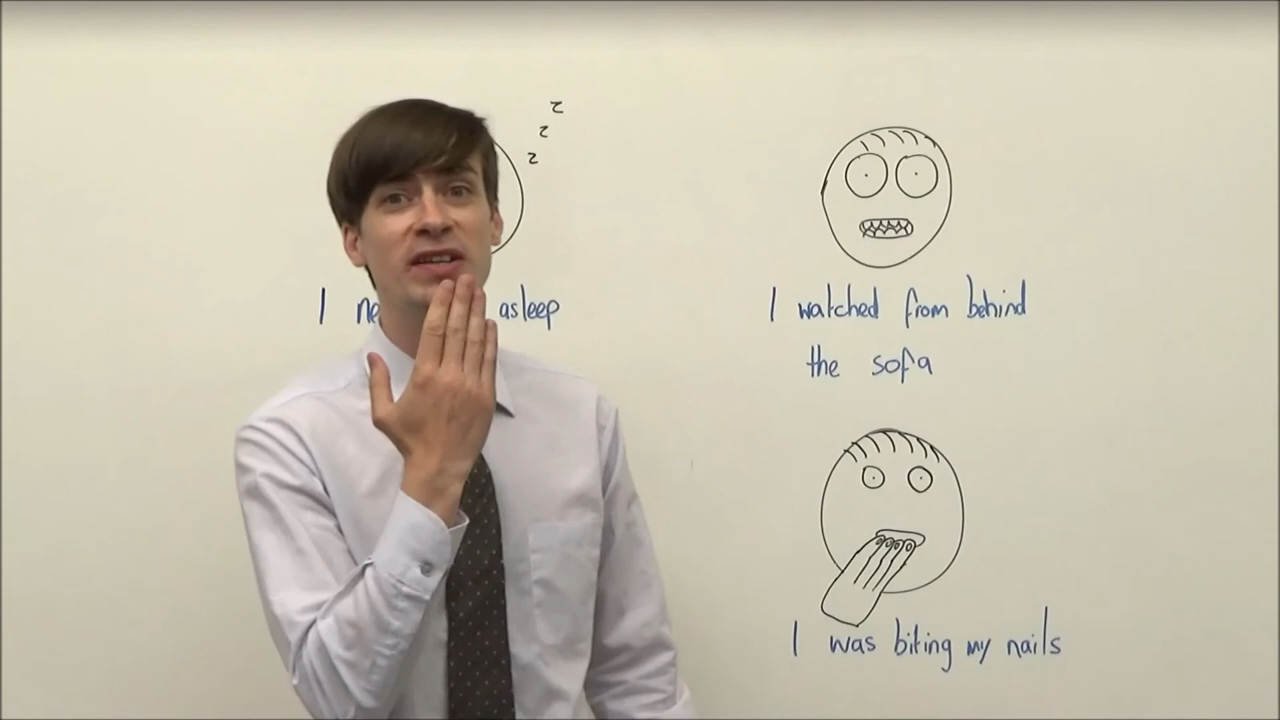 z
z
z
I asleep
I watched from behind
the sofa
I was biting my nails